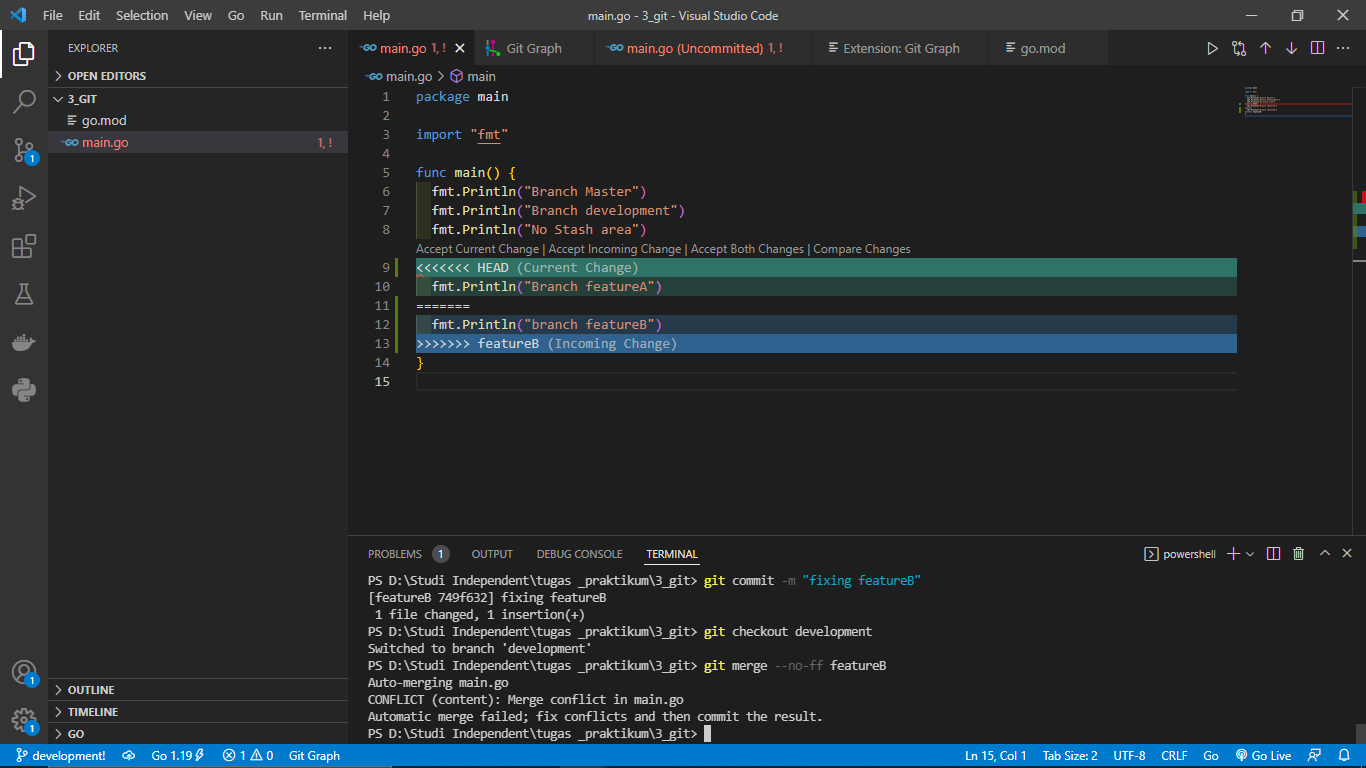 File Edit Selection View Go Run Terminal Help
main.go - 3_git - Visual Studio Code
EXPLORER
OPEN EDITORS
3_GIT
go.mod
GO main.go 1, !
1
1
1
OUTLINE
TIMELINE
GO
GO main.go 1, ! Git Graph GO main.go (Uncommitted) 1, ! Extension: Git Graph go.mod
GO main.go > main
1 package main
2
3 import "fmt"
4
5 func main() {
6 fmt.Println("Branch Master")
7 fmt.Println("Branch development")
8 fmt.Println("No Stash area")
Accept Current Change | Accept Incoming Change | Accept Both Changes | Compare Changes
9 <<<<<<< HEAD (Current Change)
10 fmt.Println("Branch featureA")
11 =======
12 fmt.Println("branch featureB")
13 >>>>>>> featureB (Incoming Change)
14 }
15
PROBLEMS 1 OUTPUT DEBUG CONSOLE TERMINAL powershell
PS D:\Studi Independent\tugas _praktikum\3_git> git commit -m "fixing featureB"
[featureB 749f632] fixing featureB
 1 file changed, 1 insertion(+)
PS D:\Studi Independent\tugas _praktikum\3_git> git checkout development
Switched to branch 'development'
PS D:\Studi Independent\tugas _praktikum\3_git> git merge --no-ff featureB
Auto-merging main.go
CONFLICT (content): Merge conflict in main.go
Automatic merge failed; fix conflicts and then commit the result.
PS D:\Studi Independent\tugas _praktikum\3_git>
development! Go 1.19 1 0 Git Graph Ln 15, Col 1 Tab Size: 2 UTF-8 CRLF Go Go Live